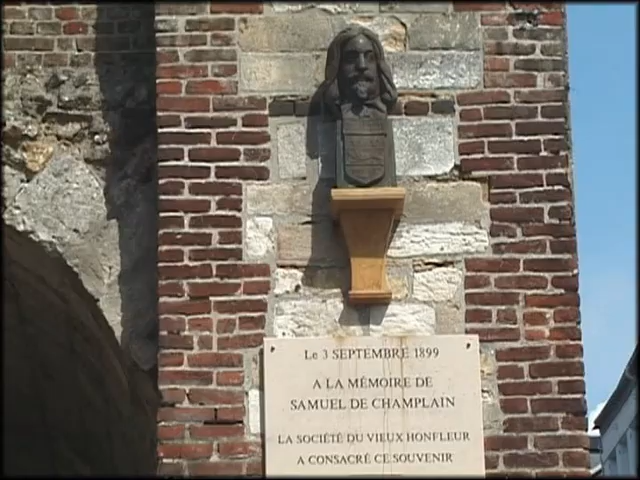 Le 3 SEPTEMBRE 1899
A LA MÉMOIRE DE
SAMUEL DE CHAMPLAIN
LA SOCIÉTÉ DU VIEUX HONFLEUR
A CONSACRÉ CE SOUVENIR